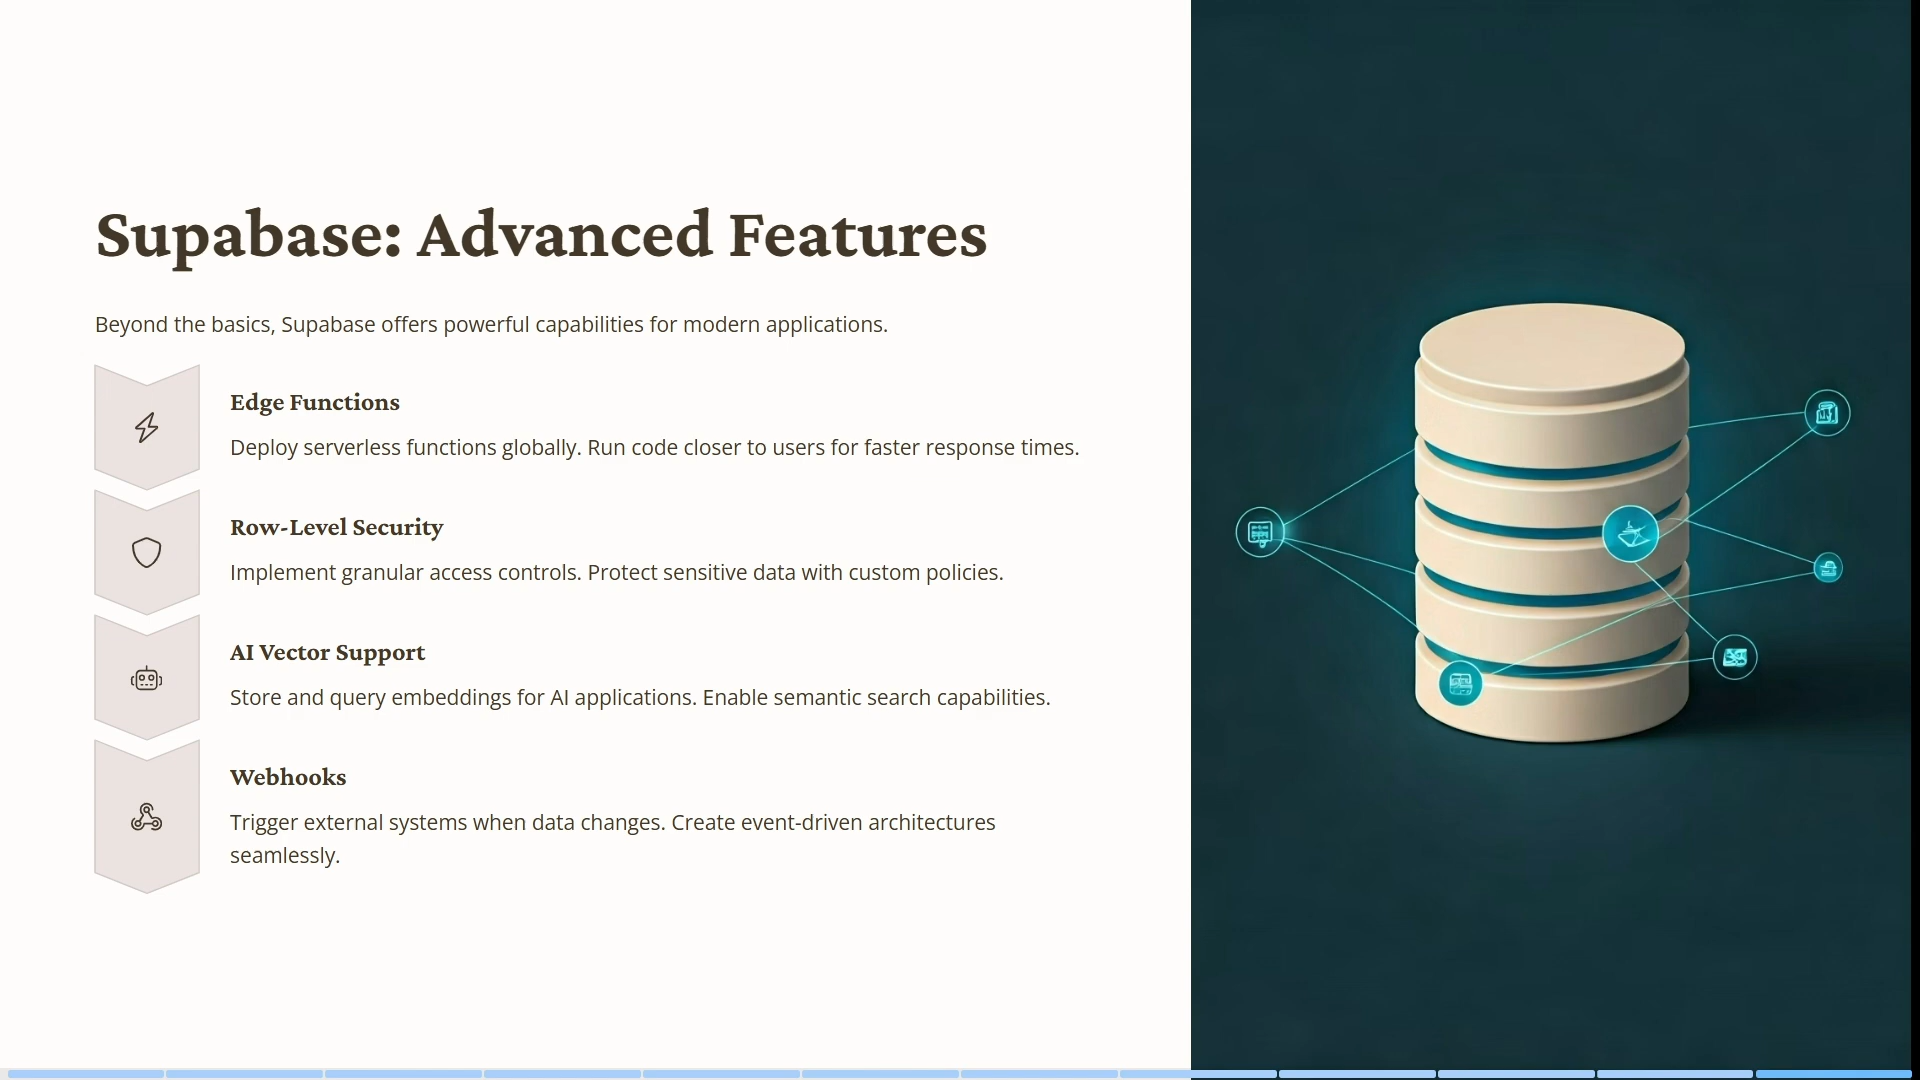 Supabase: Advanced Features
Beyond the basics, Supabase offers powerful capabilities for modern applications.
Edge Functions
Deploy serverless functions globally. Run code closer to users for faster response times.
Row-Level Security
Implement granular access controls. Protect sensitive data with custom policies.
AI Vector Support
Store and query embeddings for AI applications. Enable semantic search capabilities.
Webhooks
Trigger external systems when data changes. Create event-driven architectures
seamlessly.